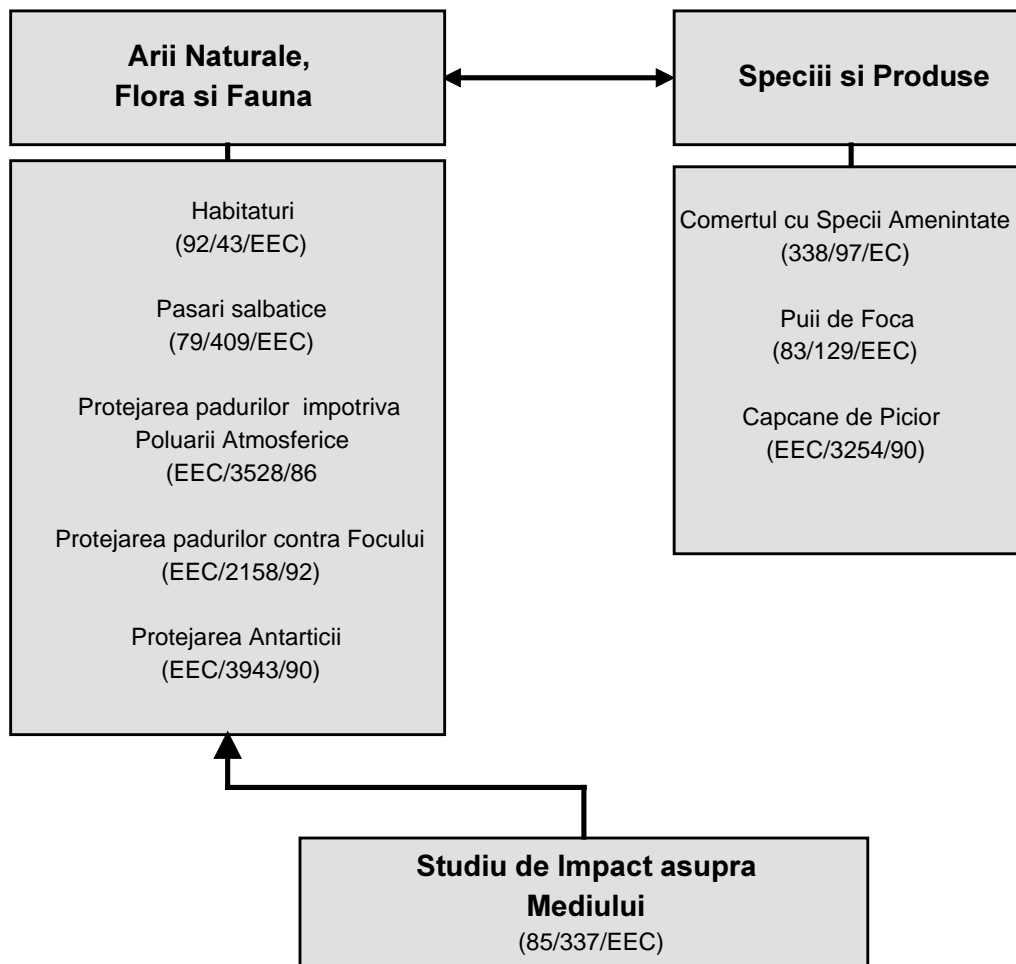 Arii Naturale,
Flora si Fauna
Speciii si Produse
Habitaturi
(92/43/EEC)
Pasari salbatice
(79/409/EEC)
Protejarea padurilor  impotriva
Poluarii Atmosferice
(EEC/3528/86
Protejarea padurilor contra Focului
(EEC/2158/92)
Protejarea Antarticii
(EEC/3943/90)
Comertul cu Specii Amenintate
(338/97/EC)
Puii de Foca
(83/129/EEC)
Capcane de Picior
(EEC/3254/90)
Studiu de Impact asupra
Mediului
(85/337/EEC)